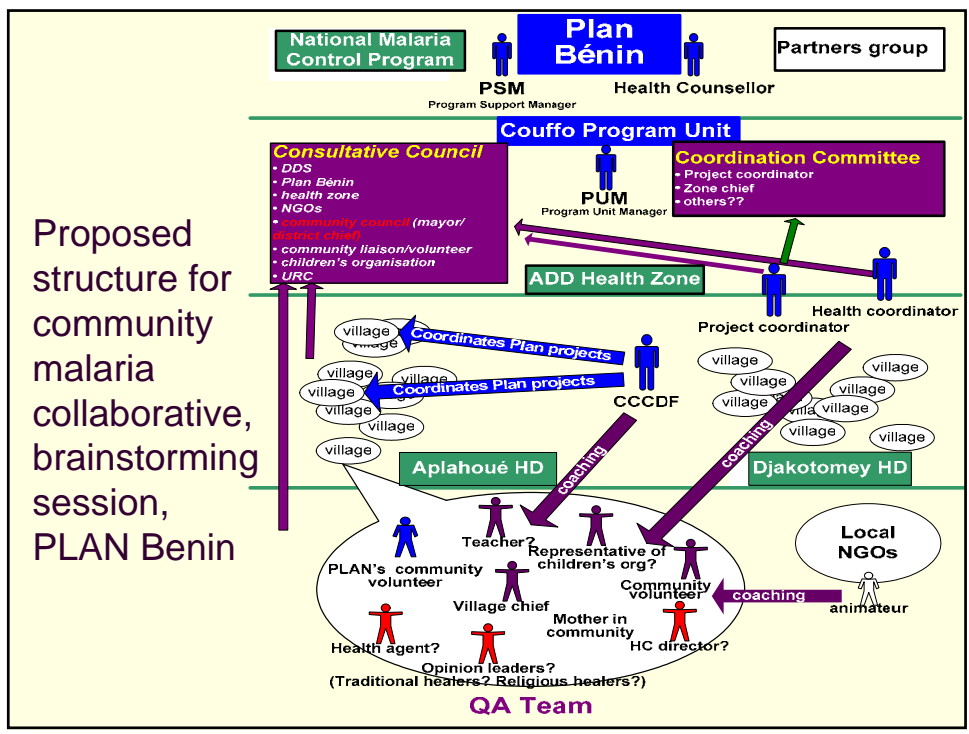 Proposed
structure for
community
malaria
collaborative,
brainstorming
session,
PLAN Benin
National Malaria
Control Program
Plan
Bénin
Partners group
PSM
Program Support Manager
Health Counsellor
Couffo Program Unit
Consultative Council
• DDS
• Plan Bénin
• health zone
• NGOs
• community council (mayor/
district chief)
• community liaison/volunteer
• children's organisation
• URC
PUM
Program Unit Manager
Coordination Committee
• Project coordinator
• Zone chief
• others??
ADD Health Zone
Project coordinator
Health coordinator
village
village
village
village
village
village
village
village
Coordinates Plan projects
Coordinates Plan projects
CCCDF
village
village
village
village
village
village
village
village
Aplahoué HD
Djakotomey HD
coaching
coaching
Teacher?
Representative of
children's org?
PLAN's community
volunteer
Village chief
Community
volunteer
Mother in
community
Health agent?
Opinion leaders?
(Traditional healers? Religious healers?)
HC director?
coaching
Local
NGOs
animateur
QA Team